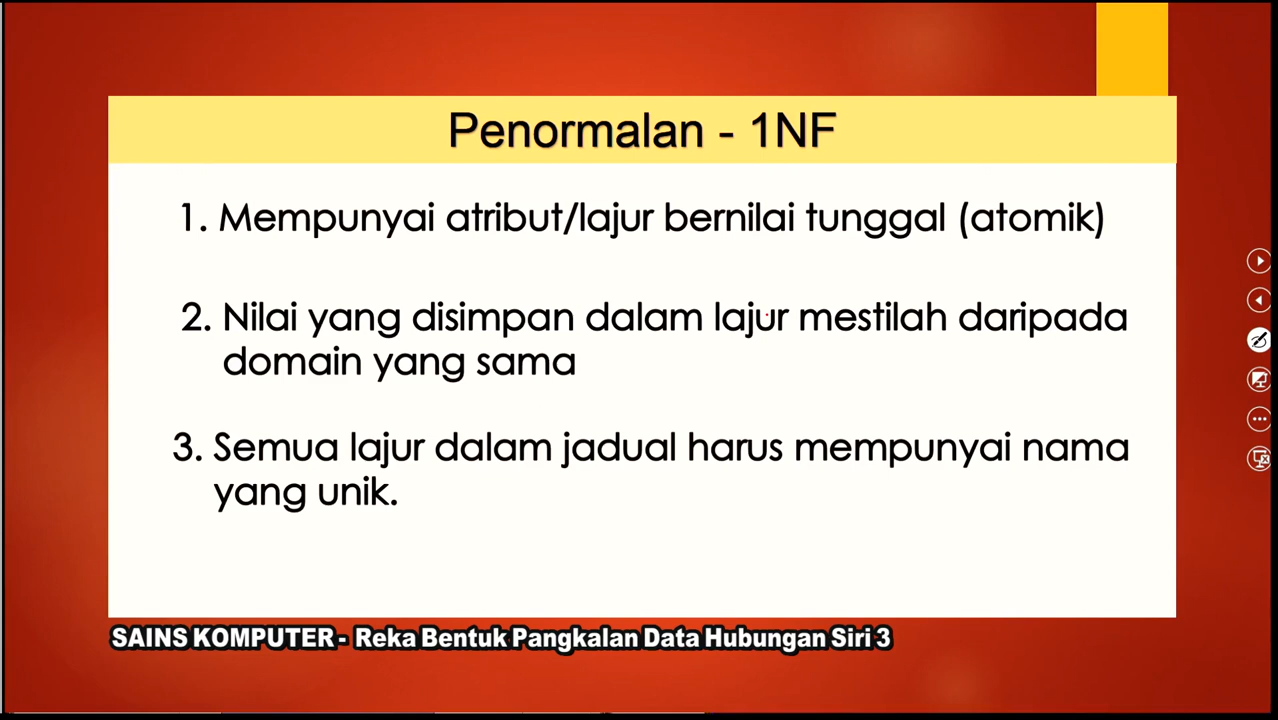 Penormalan - 1NF
1. Mempunyai atribut/lajur bernilai tunggal (atomik)
2. Nilai yang disimpan dalam lajur mestilah daripada
domain yang sama
3. Semua lajur dalam jadual harus mempunyai nama
yang unik.
SAINS KOMPUTER - Reka Bentuk Pangkalan Data Hubungan Siri 3